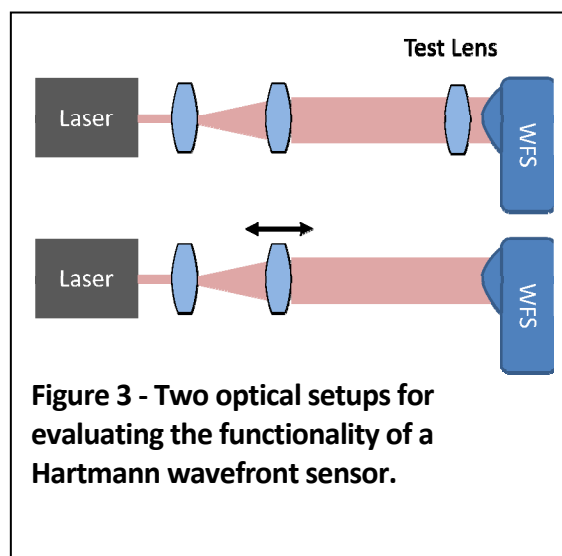 Test Lens
Laser
WFS
Laser
WFS
Figure 3 - Two optical setups for
evaluating the functionality of a
Hartmann wavefront sensor.